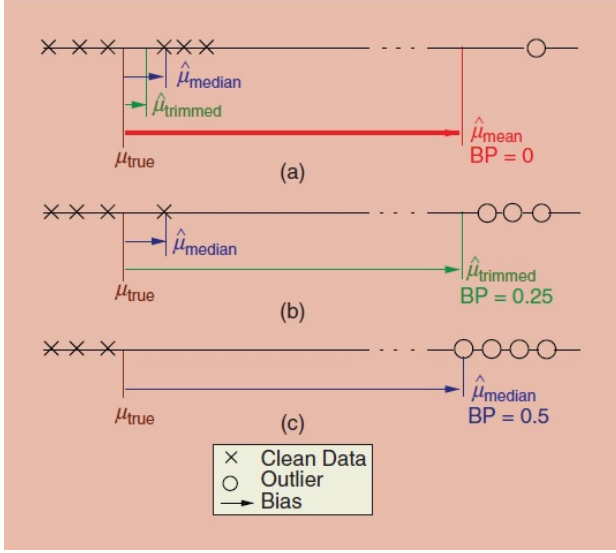 μ̂median
μ̂trimmed
μ̂mean
μtrue
BP = 0
(a)
μ̂median
μ̂trimmed
μtrue
BP = 0.25
(b)
μ̂median
μtrue
BP = 0.5
(c)
Clean Data
Outlier
Bias